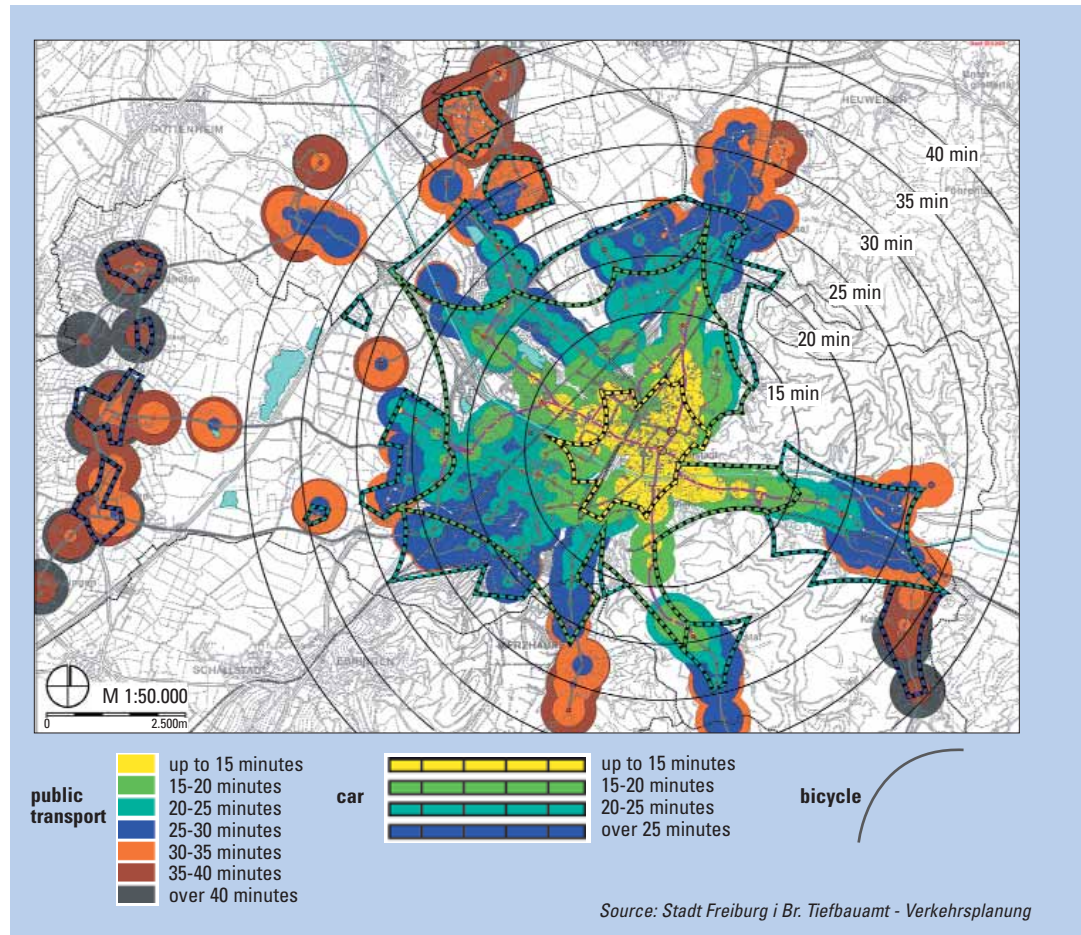 GOTTENHEIM
HEUWEILER
40 min
35 min
30 min
25 min
20 min
15 min
SCHALLSTADT
EBRINGEN
M 1:50.000
0 2.500m
public transport
up to 15 minutes
15-20 minutes
20-25 minutes
25-30 minutes
30-35 minutes
35-40 minutes
over 40 minutes
car
up to 15 minutes
15-20 minutes
20-25 minutes
over 25 minutes
bicycle
Source: Stadt Freiburg i Br. Tiefbauamt - Verkehrsplanung